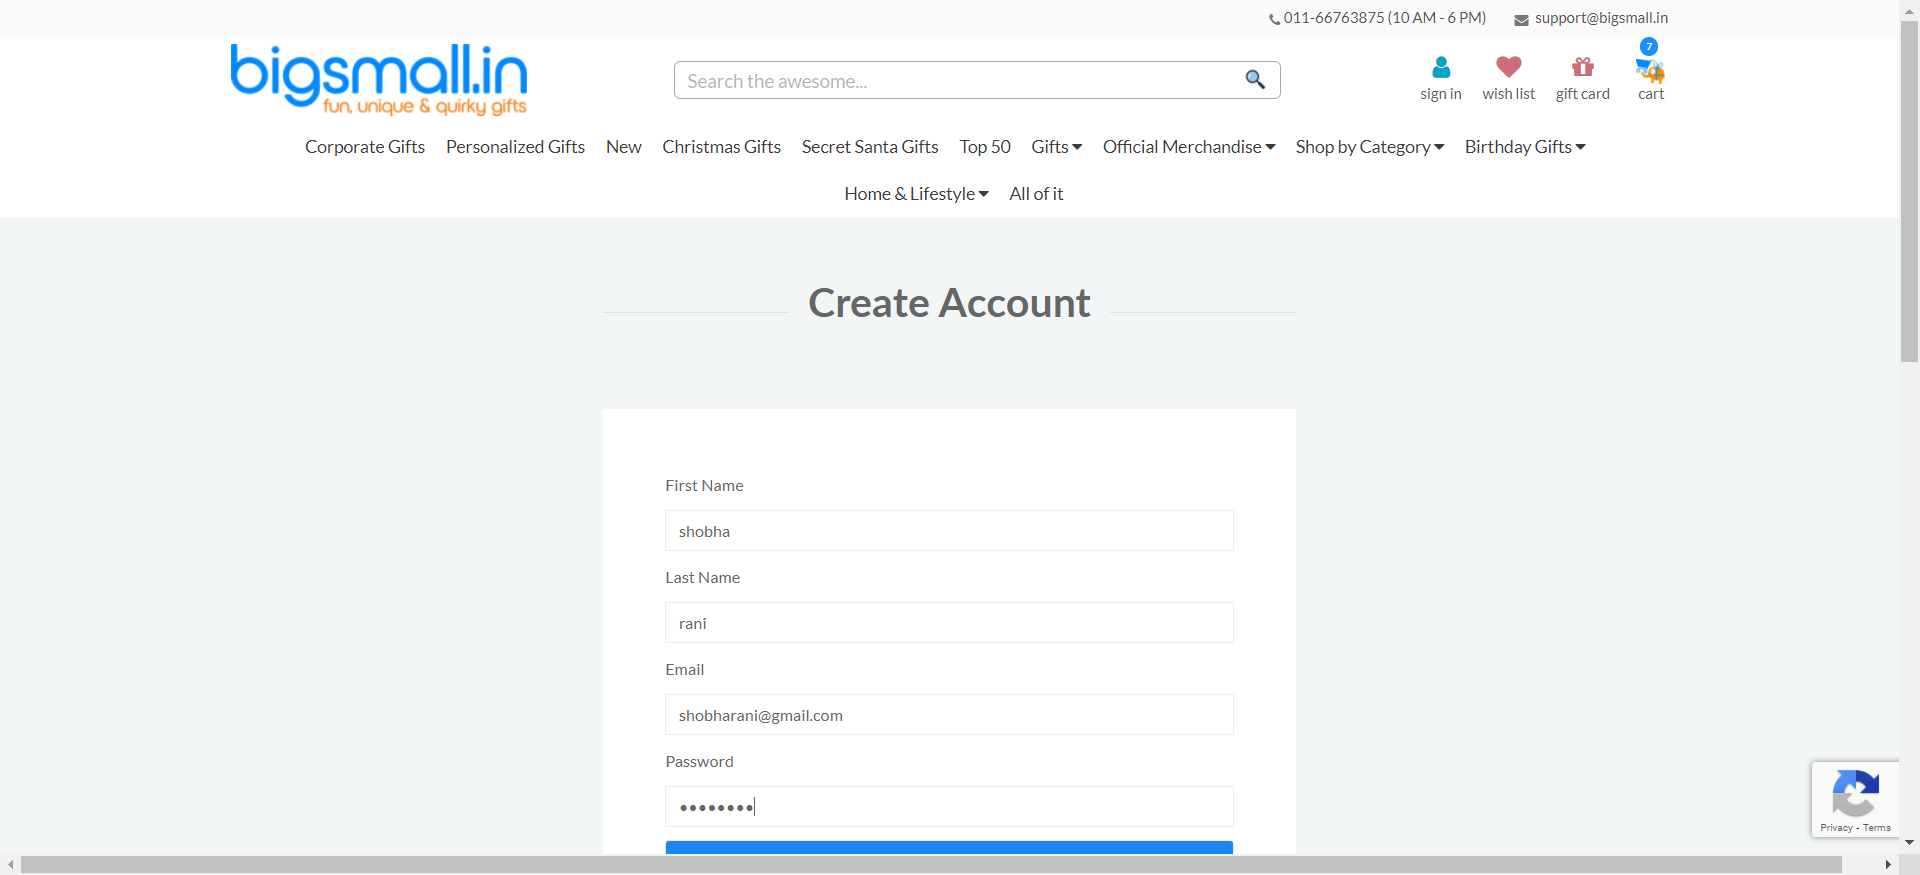 011-66763875 (10 AM - 6 PM) support@bigsmall.in
bigsmall.in
fun, unique & quirky gifts
Search the awesome...
7
sign in wish list gift card cart
Corporate Gifts Personalized Gifts New Christmas Gifts Secret Santa Gifts Top 50 Gifts Official Merchandise Shop by Category Birthday Gifts
Home & Lifestyle All of it
Create Account
First Name
shobha
Last Name
rani
Email
shobharani@gmail.com
Password
••••••••
Privacy - Terms